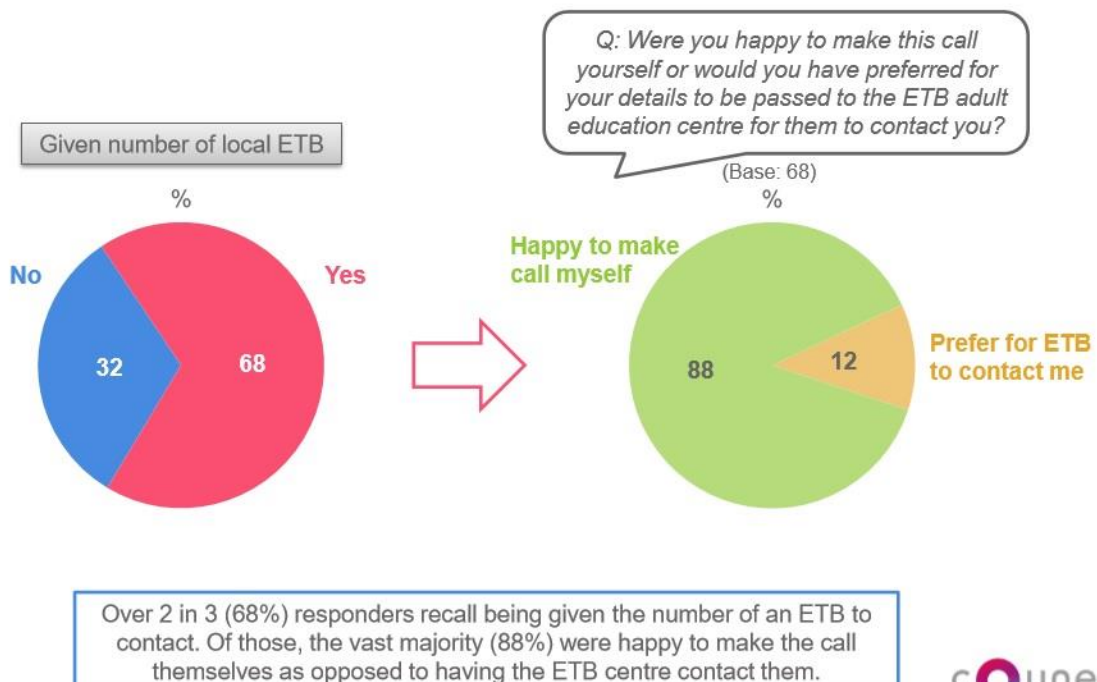 Q: Were you happy to make this call
yourself or would you have preferred for
your details to be passed to the ETB adult
education centre for them to contact you?
Given number of local ETB
(Base: 68)
%
%
No
Yes
32
68
Happy to make
call myself
88
12
Prefer for ETB
to contact me
Over 2 in 3 (68%) responders recall being given the number of an ETB to
contact. Of those, the vast majority (88%) were happy to make the call
themselves as opposed to having the ETB centre contact them.